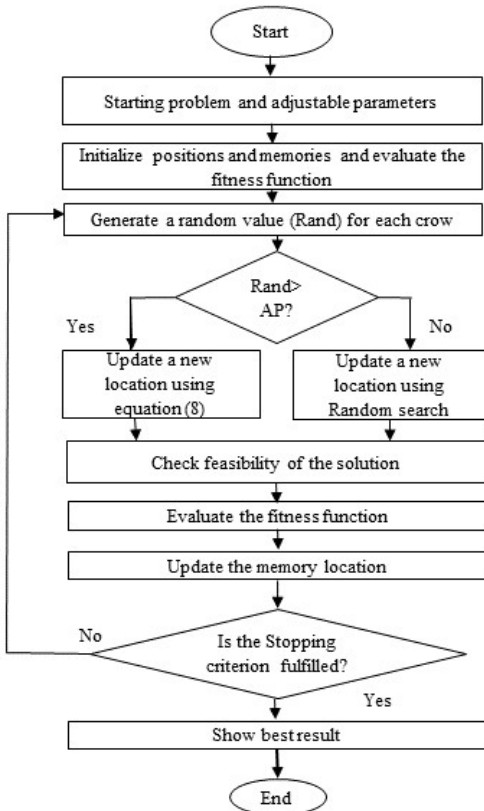 Start
Starting problem and adjustable parameters
Initialize positions and memories and evaluate the
fitness function
Generate a random value (Rand) for each crow
Rand>
AP?
Yes
No
Update a new
location using
equation (8)
Update a new
location using
Random search
Check feasibility of the solution
Evaluate the fitness function
Update the memory location
No
Is the Stopping
criterion fulfilled?
Yes
Show best result
End